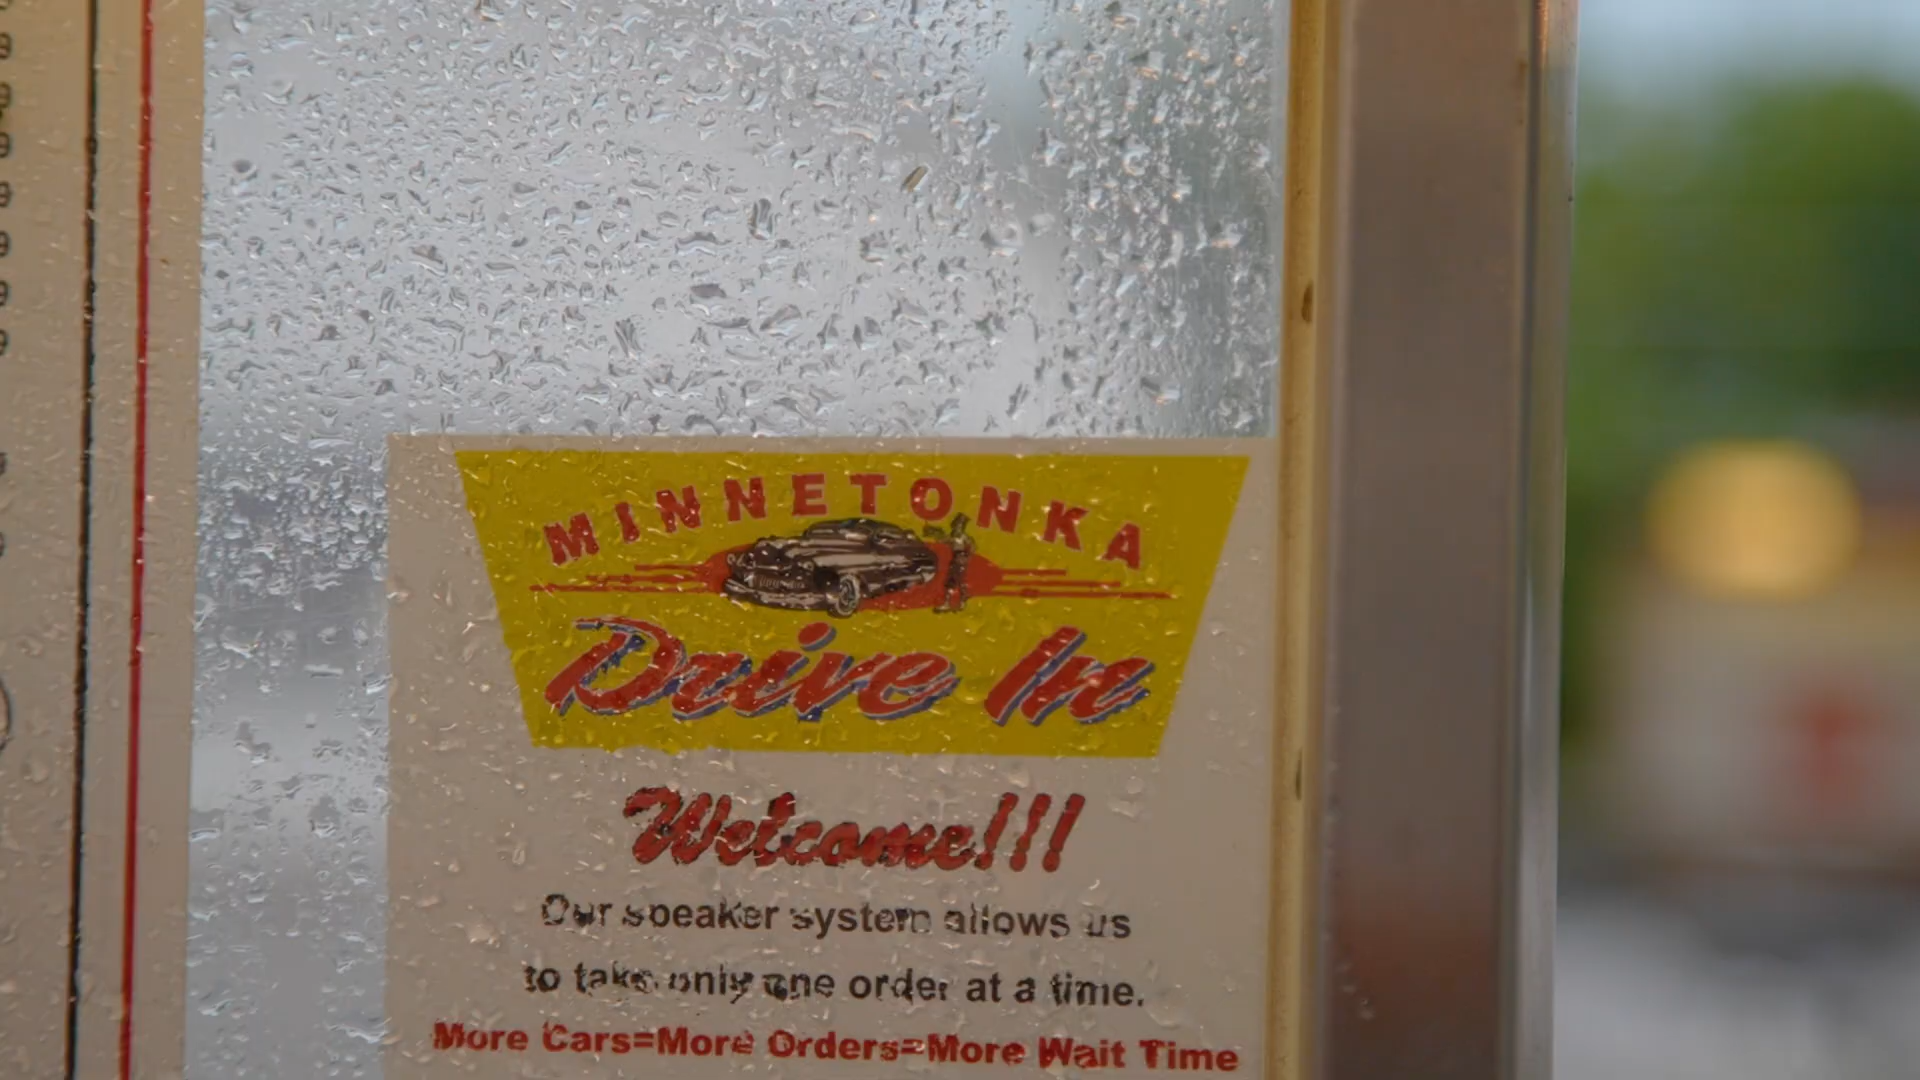 MINNETONKA
Drive In
Welcome!!!
Our speaker system allows us
to take only one order at a time.
More Cars=More Orders=More Wait Time